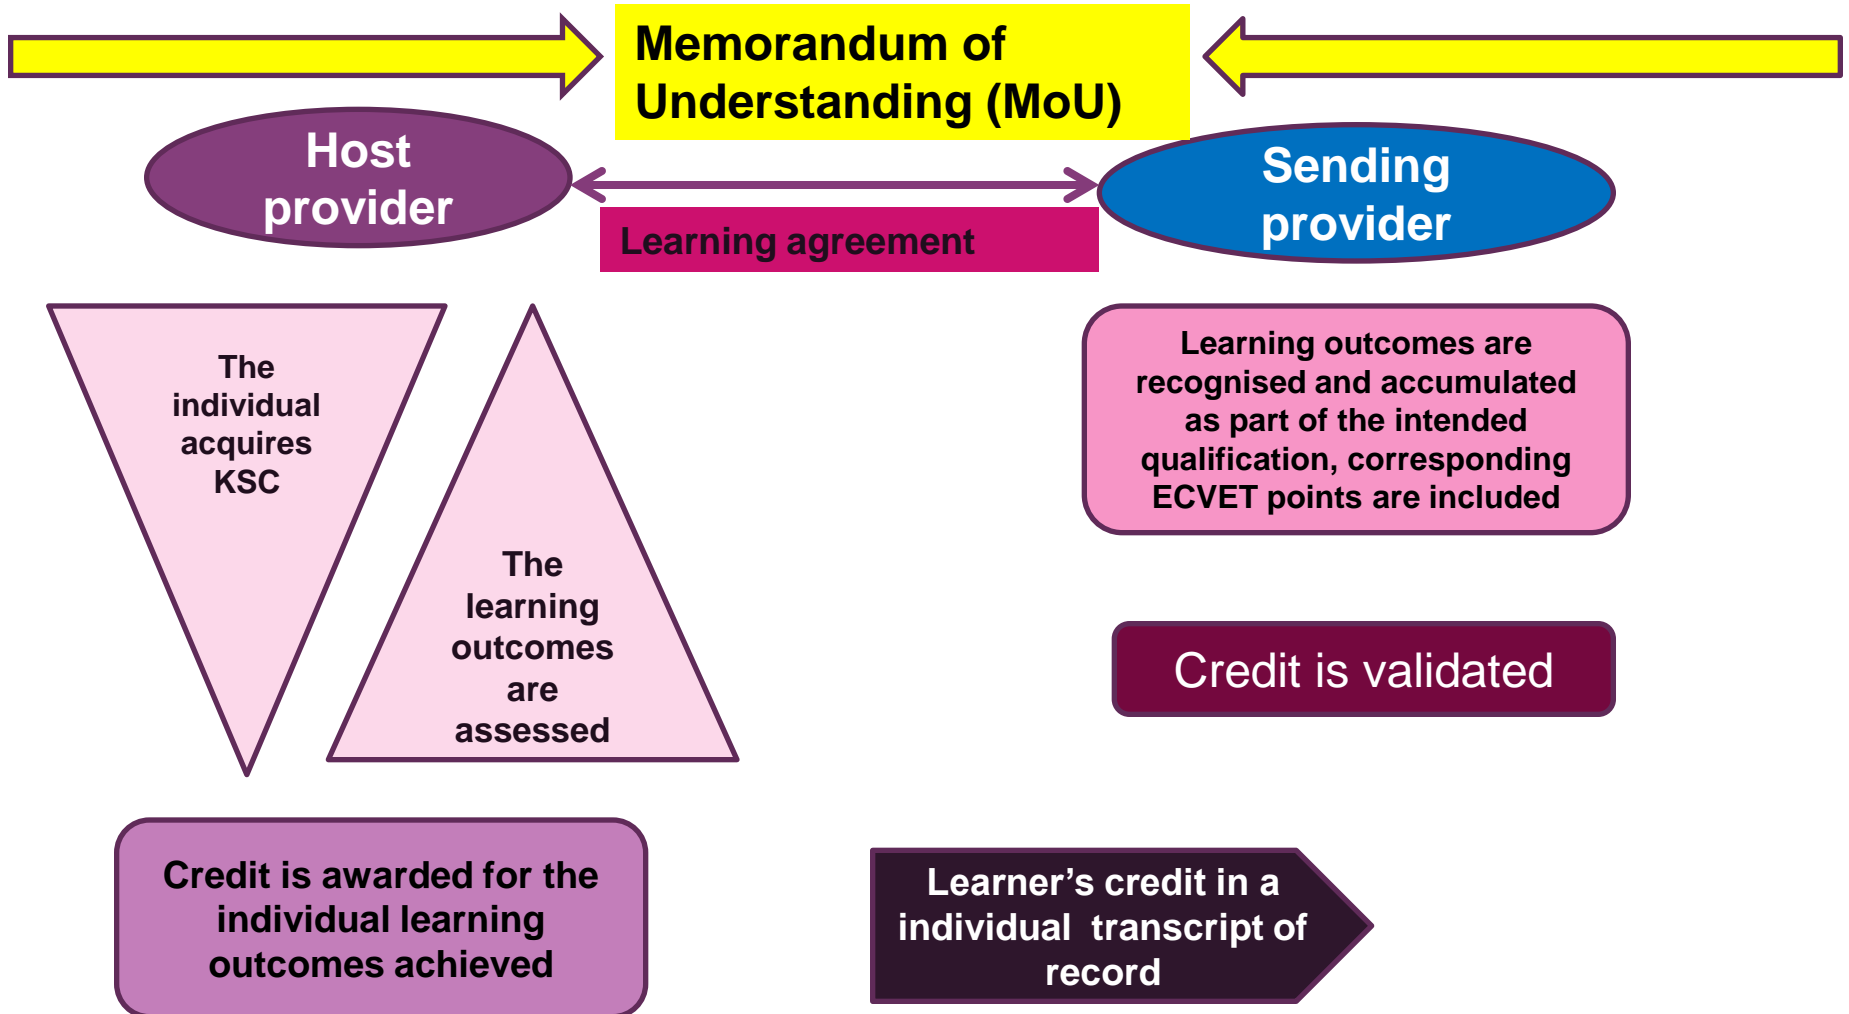 Memorandum of
Understanding (MoU)
Host
provider
Sending
provider
Learning agreement
The
individual
acquires
KSC
The
learning
outcomes
are
assessed
Learning outcomes are
recognised and accumulated
as part of the intended
qualification, corresponding
ECVET points are included
Credit is validated
Credit is awarded for the
individual learning
outcomes achieved
Learner’s credit in a
individual  transcript of
record